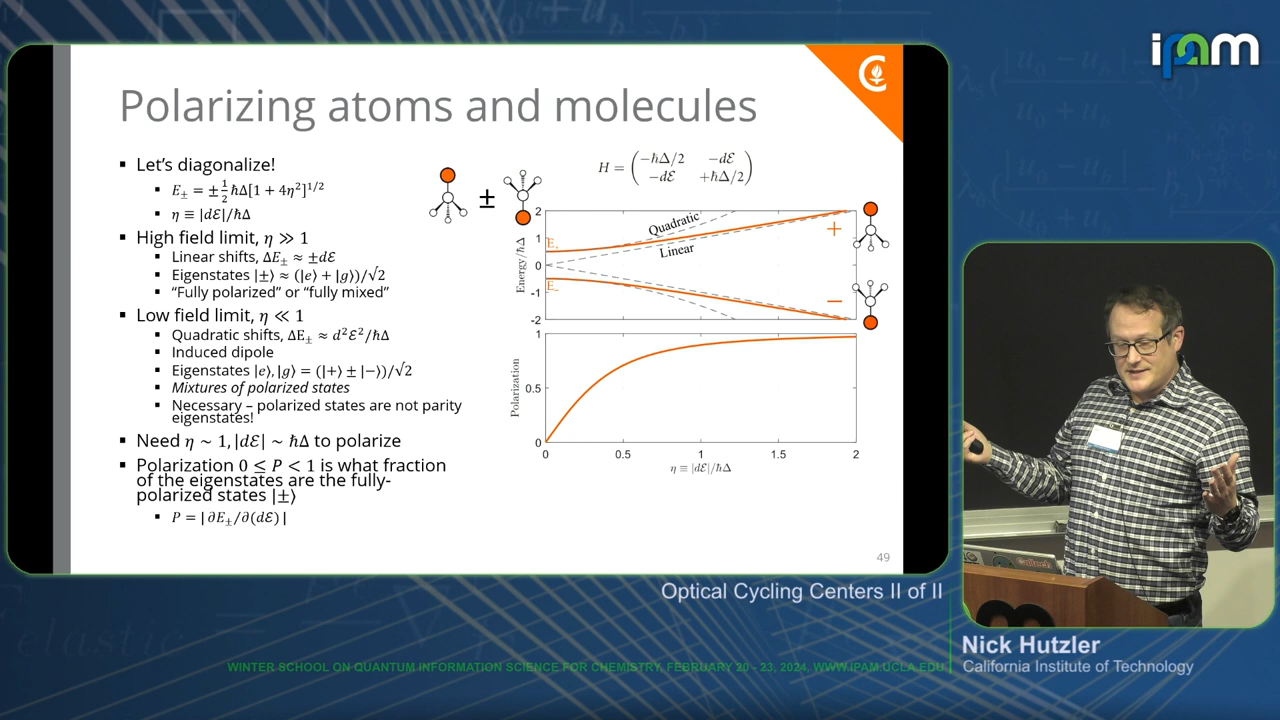 ipam
Polarizing atoms and molecules
Let's diagonalize!
E± = ±½ℏΔ[1 + 4η²]^1/2
η ≡ |dℰ|/ℏΔ
High field limit, η ≫ 1
Linear shifts, ΔE± ≈ ±dℰ
Eigenstates |±⟩ ≈ (|e⟩ ± |g⟩)/√2
"Fully polarized" or "fully mixed"
Low field limit, η ≪ 1
Quadratic shifts, ΔE± ≈ d²ℰ²/ℏΔ
Induced dipole
Eigenstates |e⟩, |g⟩ = (|+⟩ ± |−⟩)/√2
Mixtures of polarized states
Necessary – polarized states are not parity
eigenstates!
Need η ~ 1, |dℰ| ~ ℏΔ to polarize
Polarization 0 ≤ P < 1 is what fraction
of the eigenstates are the fully-
polarized states |±⟩
P = |∂E±/∂(dℰ)|
±
H = (−ℏΔ/2 −dℰ
−dℰ +ℏΔ/2)
2
1
0
-1
-2
Energy/ℏΔ
E+
E−
Quadratic
Linear
+
−
1
0.5
0
Polarization
0 0.5 1 1.5 2
η ≡ |dℰ|/ℏΔ
49
Optical Cycling Centers II of II
Nick Hutzler
California Institute of Technology
WINTER SCHOOL ON QUANTUM INFORMATION SCIENCE FOR CHEMISTRY, FEBRUARY 20 - 23, 2024, WWW.IPAM.UCLA.EDU